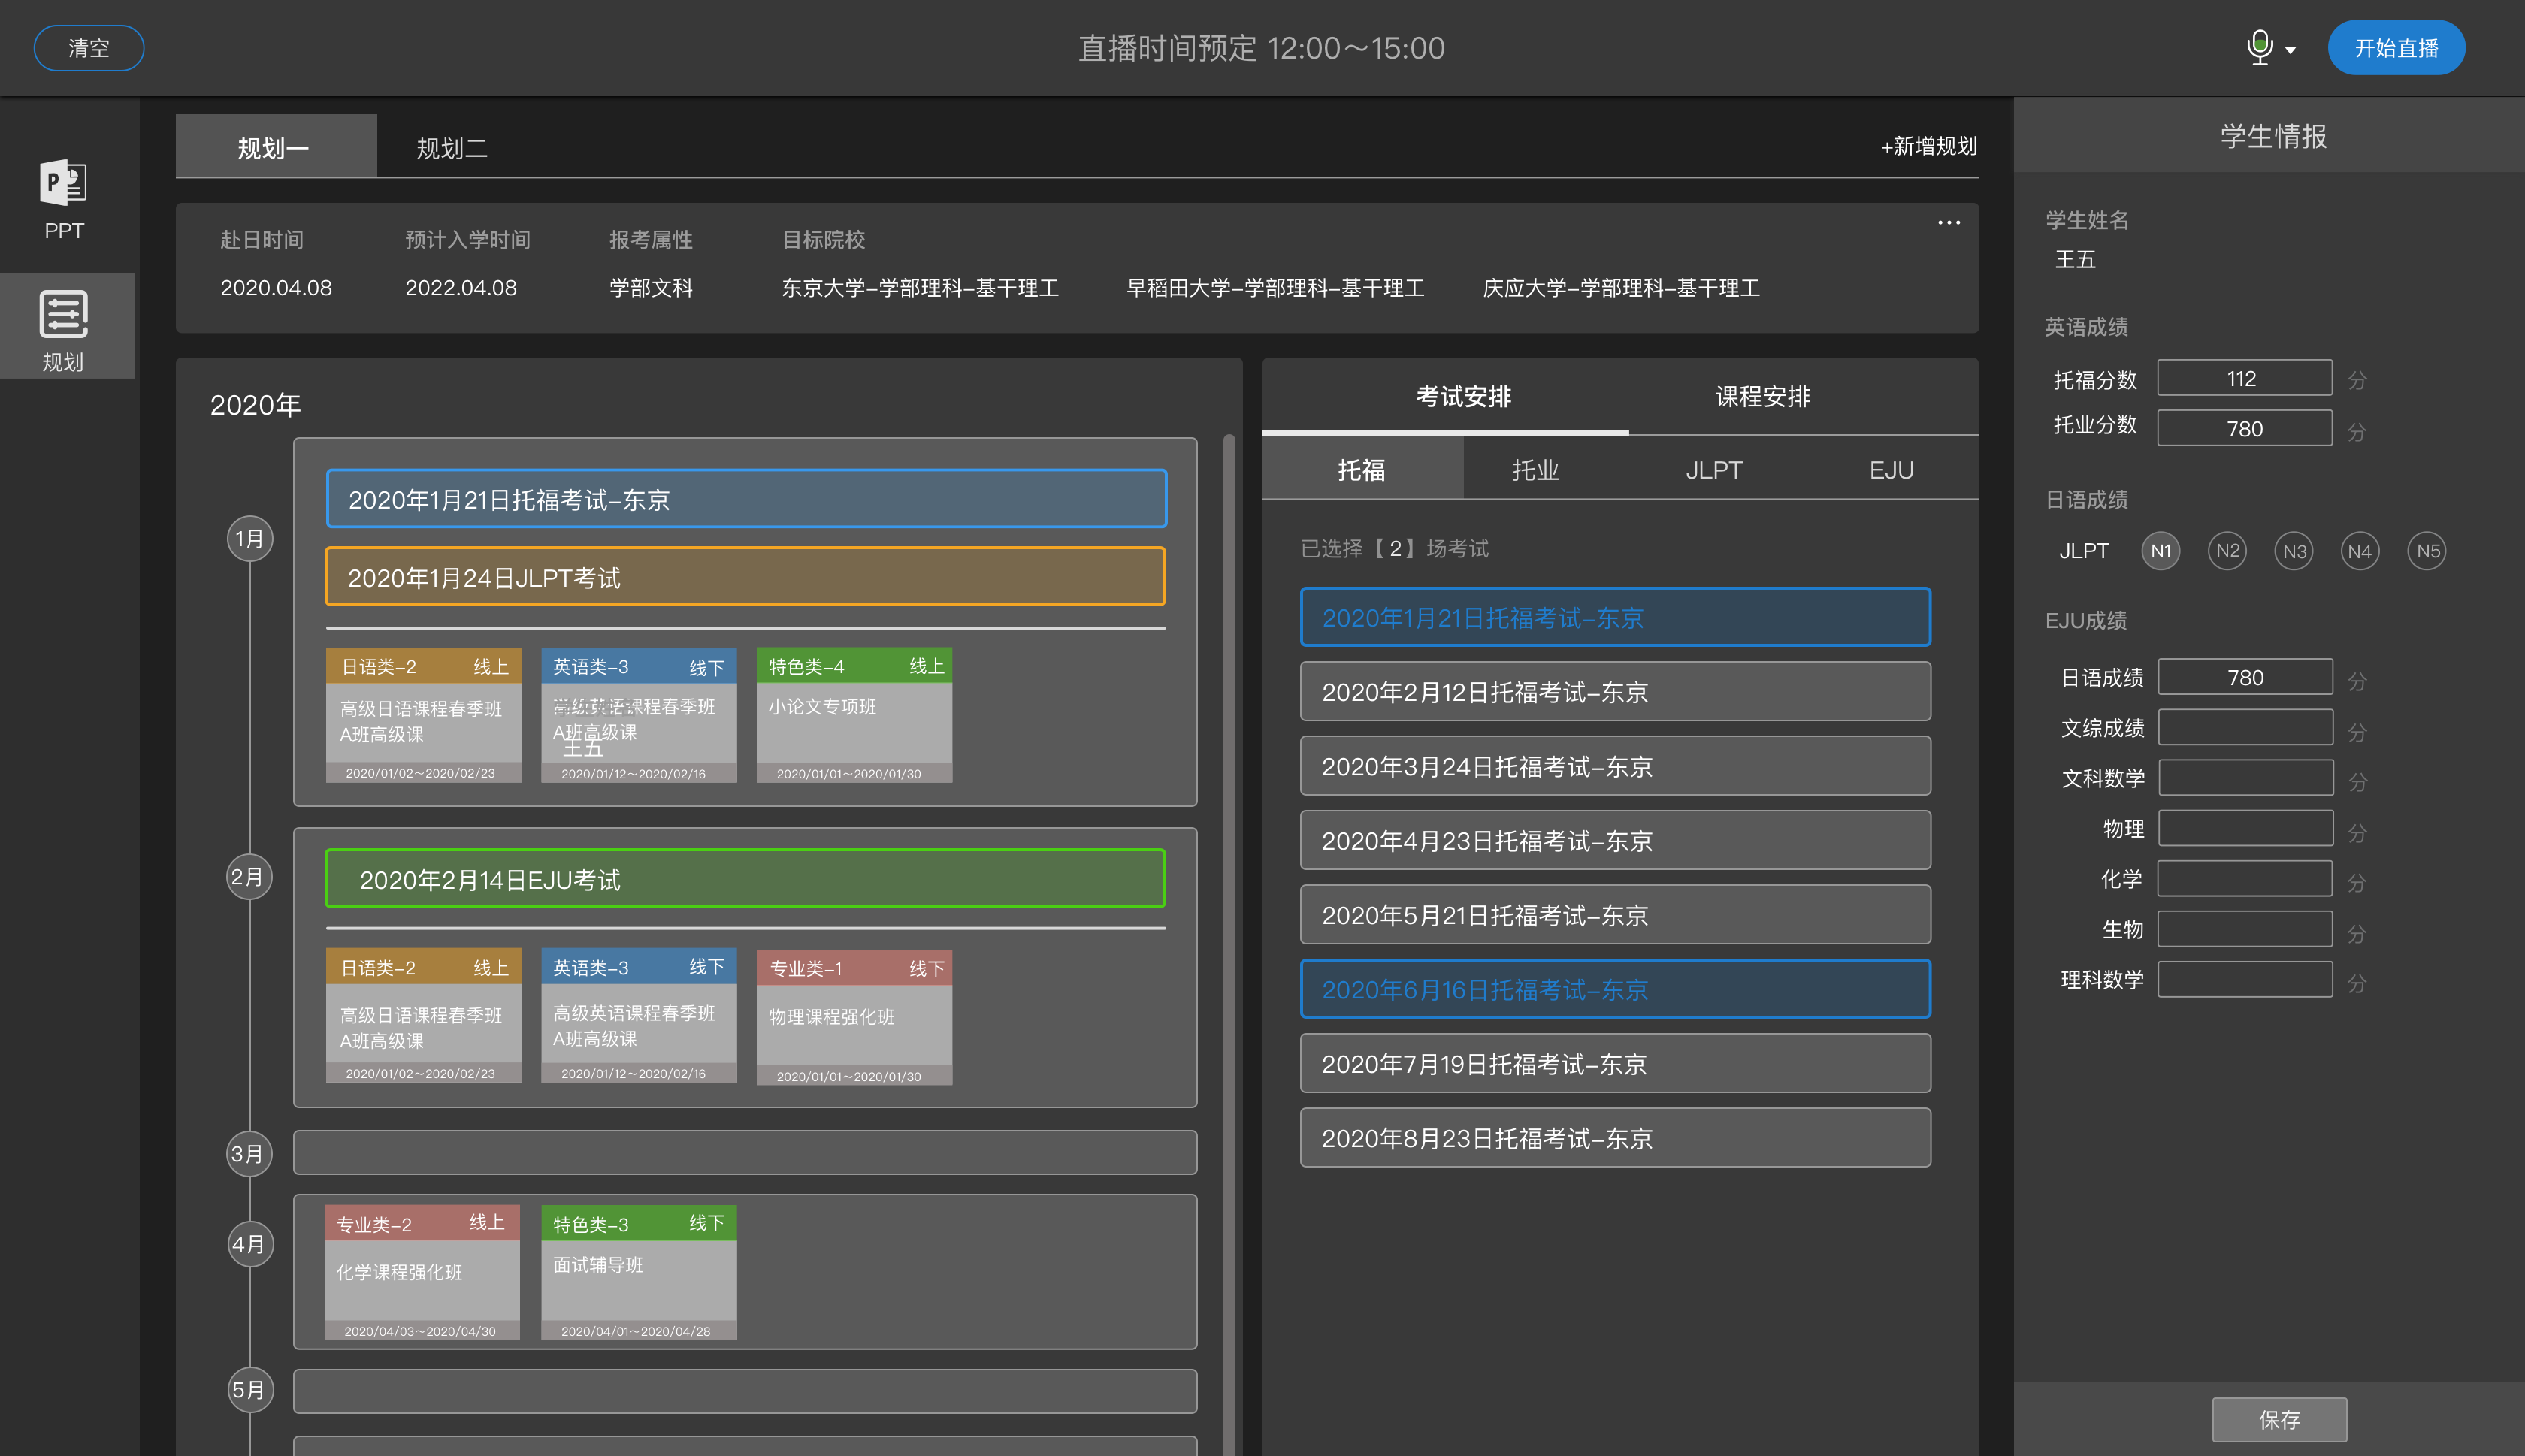 清空
直播时间预定 12:00～15:00
开始直播
PPT
规划
规划一
规划二
+新增规划
赴日时间
预计入学时间
报考属性
目标院校
2020.04.08
2022.04.08
学部文科
东京大学–学部理科–基干理工
早稻田大学–学部理科–基干理工
庆应大学–学部理科–基干理工
2020年
1月
2020年1月21日托福考试–东京
2020年1月24日JLPT考试
日语类–2 线上
高级日语课程春季班
A班高级课
2020/01/02～2020/02/23
英语类–3 线下
高级英语课程春季班
A班高级课
王五
2020/01/12～2020/02/16
特色类–4 线上
小论文专项班
2020/01/01～2020/01/30
2月
2020年2月14日EJU考试
日语类–2 线上
高级日语课程春季班
A班高级课
2020/01/02～2020/02/23
英语类–3 线下
高级英语课程春季班
A班高级课
2020/01/12～2020/02/16
专业类–1 线下
物理课程强化班
2020/01/01～2020/01/30
3月
4月
专业类–2 线上
化学课程强化班
2020/04/03～2020/04/30
特色类–3 线下
面试辅导班
2020/04/01～2020/04/28
5月
考试安排
课程安排
托福
托业
JLPT
EJU
已选择【 2 】场考试
2020年1月21日托福考试–东京
2020年2月12日托福考试–东京
2020年3月24日托福考试–东京
2020年4月23日托福考试–东京
2020年5月21日托福考试–东京
2020年6月16日托福考试–东京
2020年7月19日托福考试–东京
2020年8月23日托福考试–东京
学生情报
学生姓名
王五
英语成绩
托福分数 112 分
托业分数 780 分
日语成绩
JLPT N1 N2 N3 N4 N5
EJU成绩
日语成绩 780 分
文综成绩 分
文科数学 分
物理 分
化学 分
生物 分
理科数学 分
保存